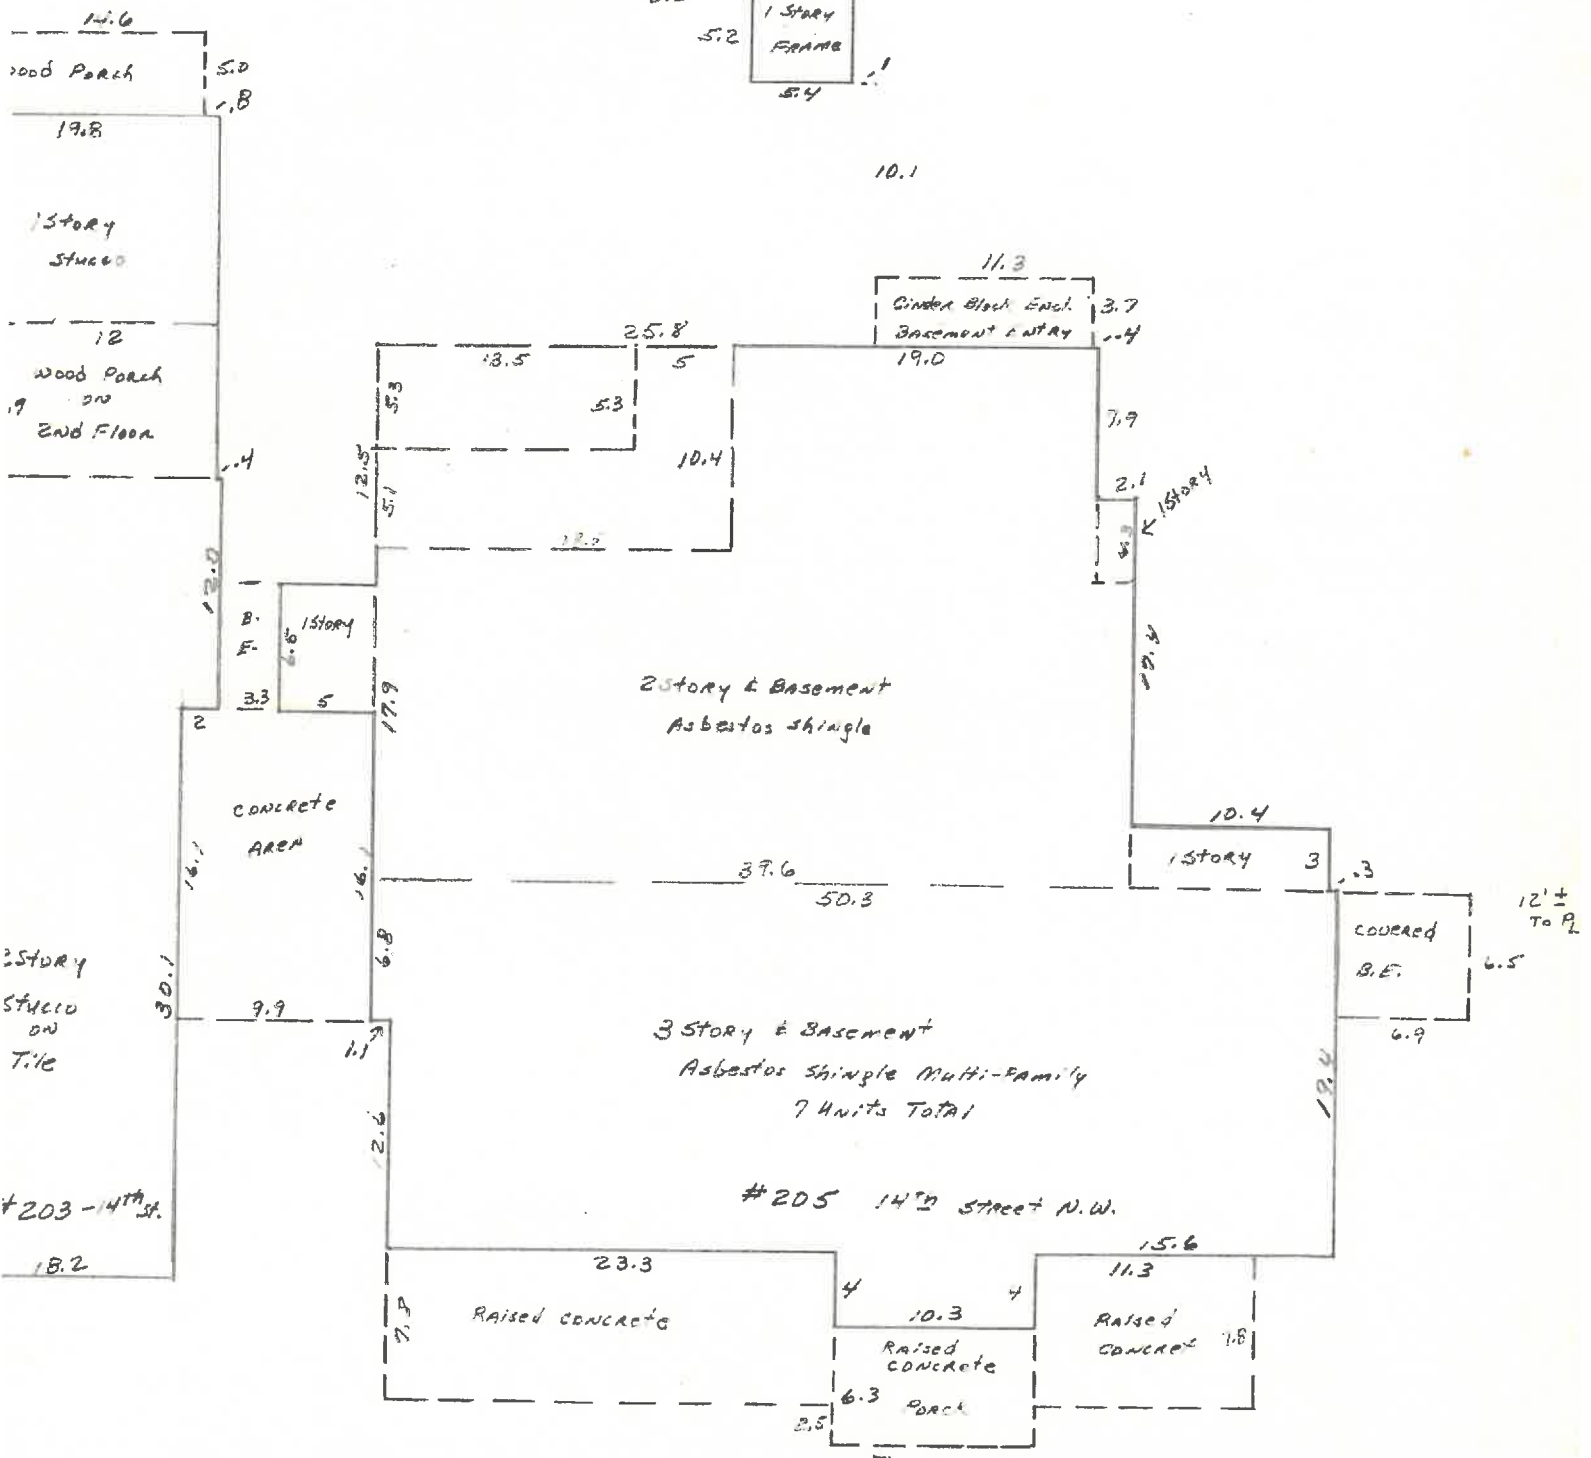 14.6
5.0
Wood Porch
.8
19.8
1 Story
Stucco
12
Wood Porch
on
2nd Floor
.9
.4
12.0
1 Story
Frame
5.2
5.4
.1
10.1
11.3
Cinder Block Encl.
Basement Entry
3.7
.4
25.8
13.5
5
19.0
5.3
5.3
12.5
5.1
10.4
7.9
2.1
1 Story
B.
E.
6.6
1 Story
3.3
5
2
17.9
2 Story & Basement
Asbestos Shingle
Concrete
Area
16.1
16.1
10.4
1 Story
3
.3
39.6
50.3
Covered
B.E.
6.5
6.9
12' ±
To PL
6.8
30.1
9.9
1.1
Story
Stucco
on
Tile
3 Story & Basement
Asbestos Shingle Multi-Family
7 Units Total
12.6
19.4
#203 - 14th St.
18.2
#205 14th Street N.W.
23.3
15.6
11.3
4
4
10.3
Raised Concrete
Raised
Concrete
Porch
6.3
2.5
Raised
Concret
7.8